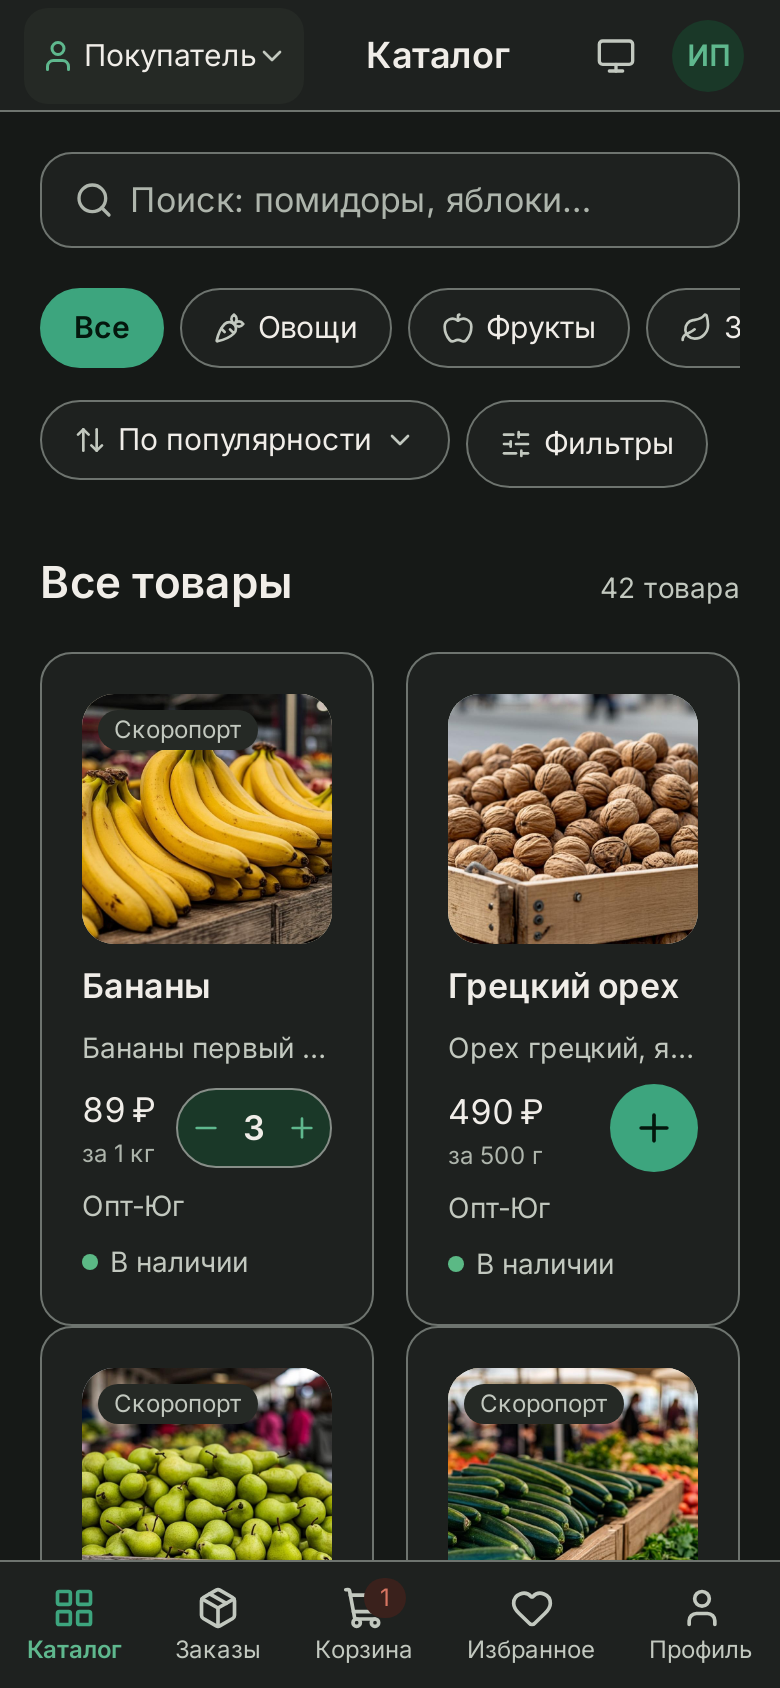 Покупатель Каталог ИП
Поиск: помидоры, яблоки...
Все Овощи Фрукты З
По популярности Фильтры
Все товары 42 товара
Скоропорт
Бананы Грецкий орех
Бананы первый ... Орех грецкий, я...
89 ₽ 3 490 ₽
за 1 кг за 500 г
Опт-Юг Опт-Юг
В наличии В наличии
Скоропорт Скоропорт
1
Каталог Заказы Корзина Избранное Профиль